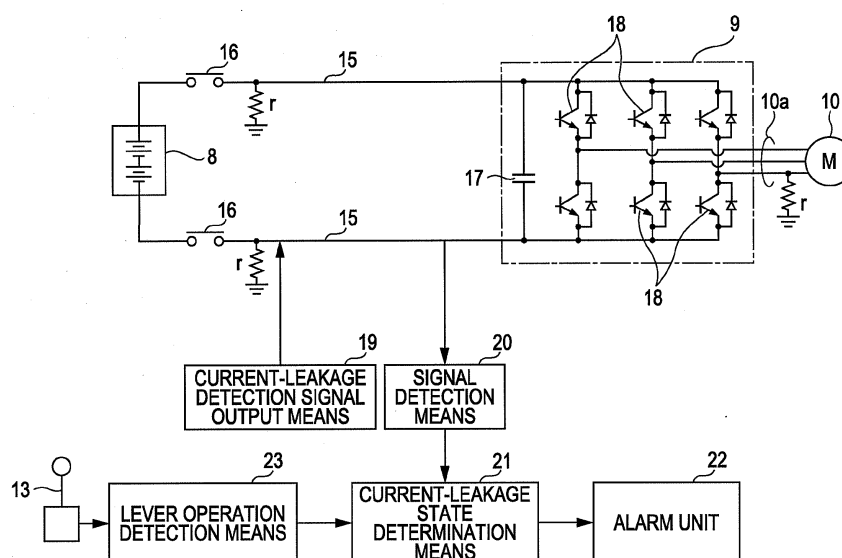 16
15
18
9
10a
10
r
8
17
M
16
15
r
r
18
19
CURRENT-LEAKAGE
DETECTION SIGNAL
OUTPUT MEANS
20
SIGNAL
DETECTION
MEANS
13
23
LEVER OPERATION
DETECTION MEANS
21
CURRENT-LEAKAGE
STATE
DETERMINATION
MEANS
22
ALARM UNIT